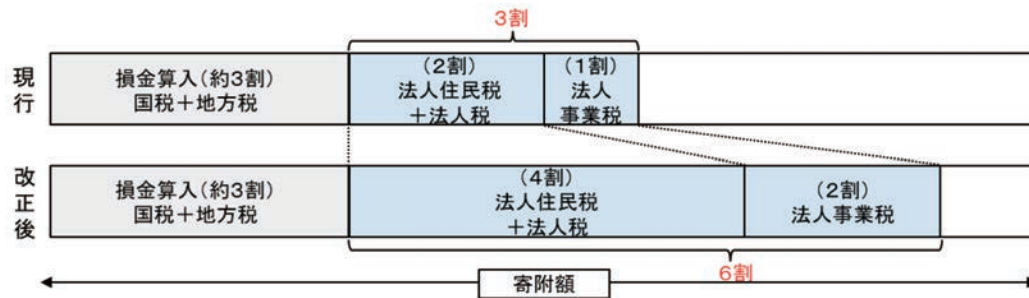 3割
現行
損金算入(約3割)
国税+地方税
(2割)
法人住民税
+法人税
(1割)
法人
事業税
改正後
損金算入(約3割)
国税+地方税
(4割)
法人住民税
+法人税
(2割)
法人事業税
6割
寄附額